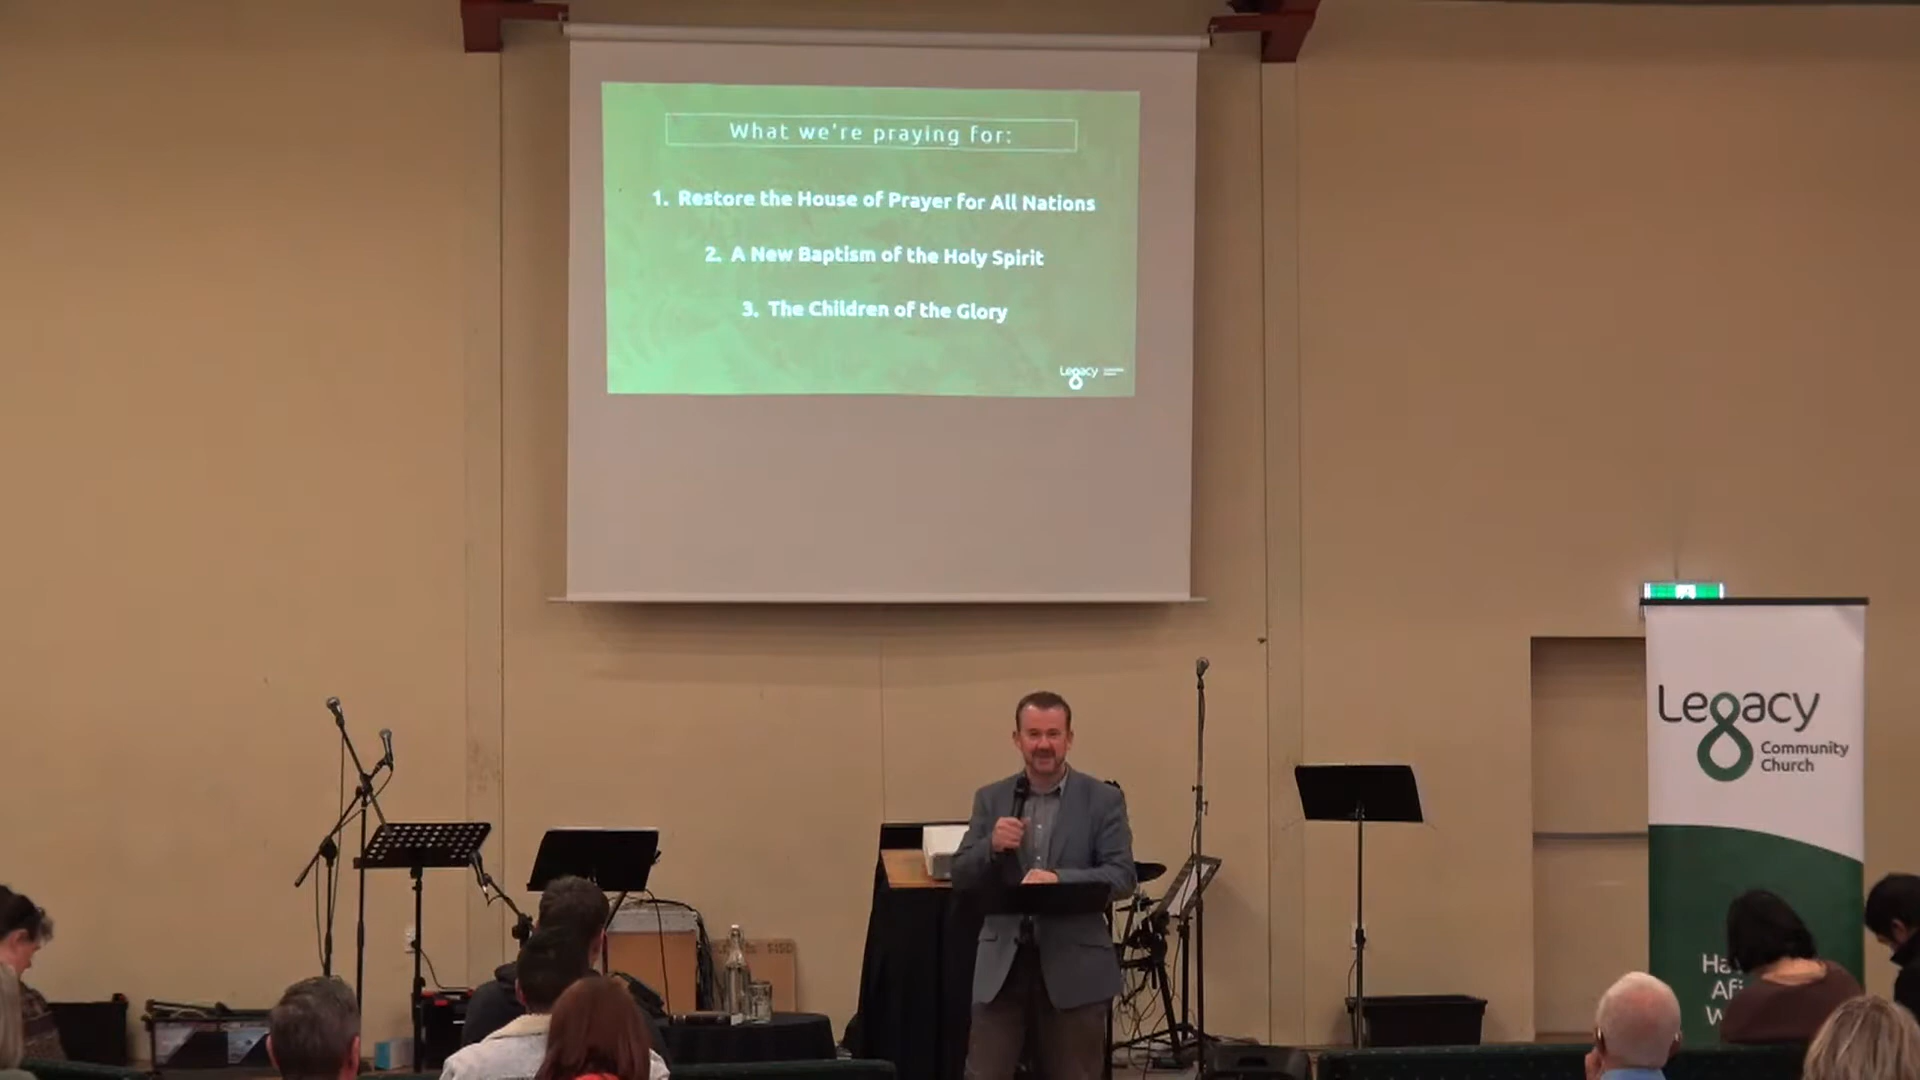 What we're praying for:
1. Restore the House of Prayer for All Nations
2. A New Baptism of the Holy Spirit
3. The Children of the Glory
Legacy
Legacy
Community
Church